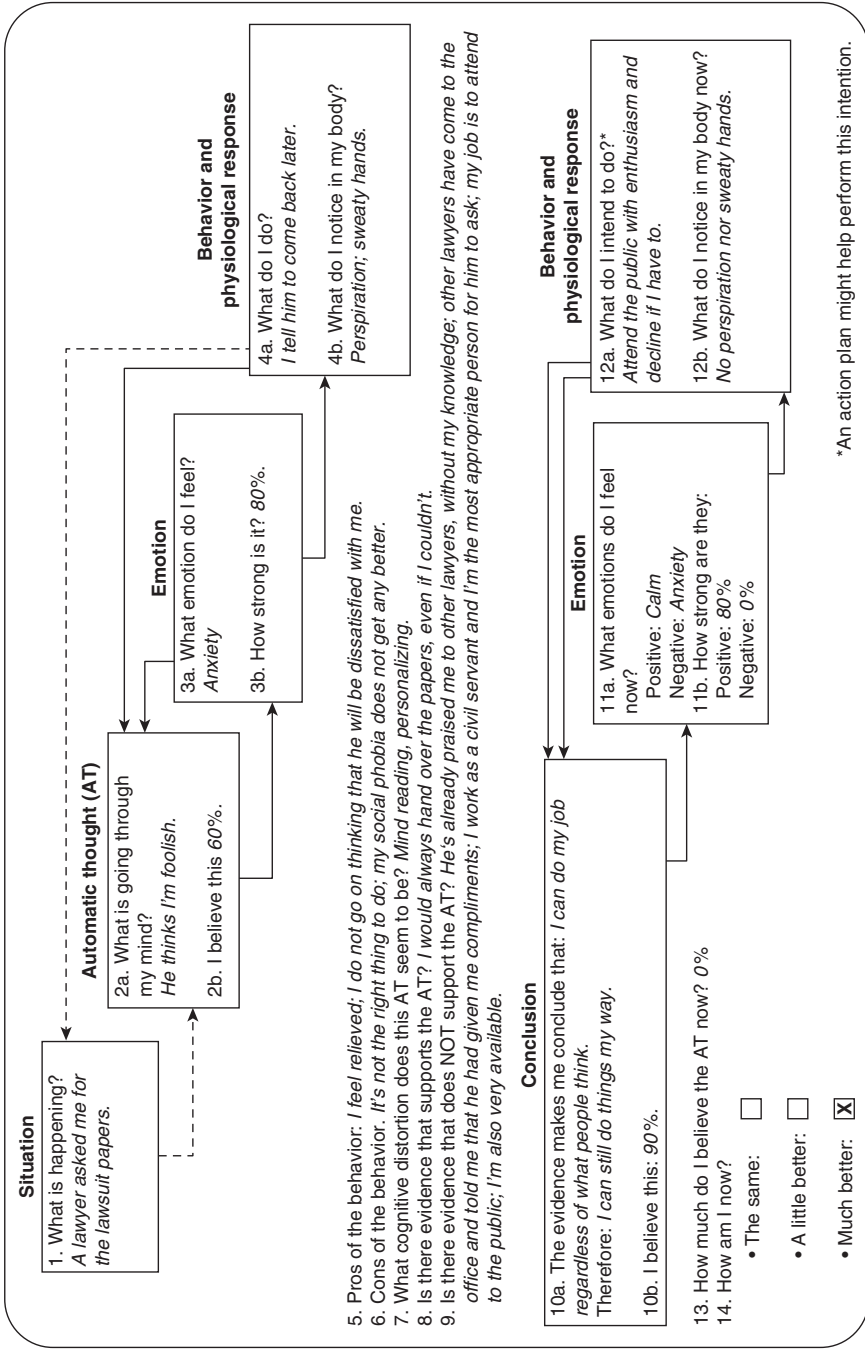 Situation
1. What is happening?
A lawyer asked me for
the lawsuit papers.
Automatic thought (AT)
2a. What is going through
my mind?
He thinks I'm foolish.
2b. I believe this 60%.
Emotion
3a. What emotion do I feel?
Anxiety
3b. How strong is it? 80%.
Behavior and
physiological response
4a. What do I do?
I tell him to come back later.
4b. What do I notice in my body?
Perspiration; sweaty hands.
5. Pros of the behavior: I feel relieved; I do not go on thinking that he will be dissatisfied with me.
6. Cons of the behavior. It's not the right thing to do; my social phobia does not get any better.
7. What cognitive distortion does this AT seem to be? Mind reading, personalizing.
8. Is there evidence that supports the AT? I would always hand over the papers, even if I couldn't.
9. Is there evidence that does NOT support the AT? He's already praised me to other lawyers, without my knowledge; other lawyers have come to the
office and told me that he had given me compliments; I work as a civil servant and I'm the most appropriate person for him to ask; my job is to attend
to the public; I'm also very available.
Conclusion
10a. The evidence makes me conclude that: I can do my job
regardless of what people think.
Therefore: I can still do things my way.
10b. I believe this: 90%.
Emotion
11a. What emotions do I feel
now?
Positive: Calm
Negative: Anxiety
11b. How strong are they:
Positive: 80%
Negative: 0%
Behavior and
physiological response
12a. What do I intend to do?*
Attend the public with enthusiasm and
decline if I have to.
12b. What do I notice in my body now?
No perspiration nor sweaty hands.
13. How much do I believe the AT now? 0%
14. How am I now?
• The same:
• A little better:
• Much better: X
*An action plan might help perform this intention.